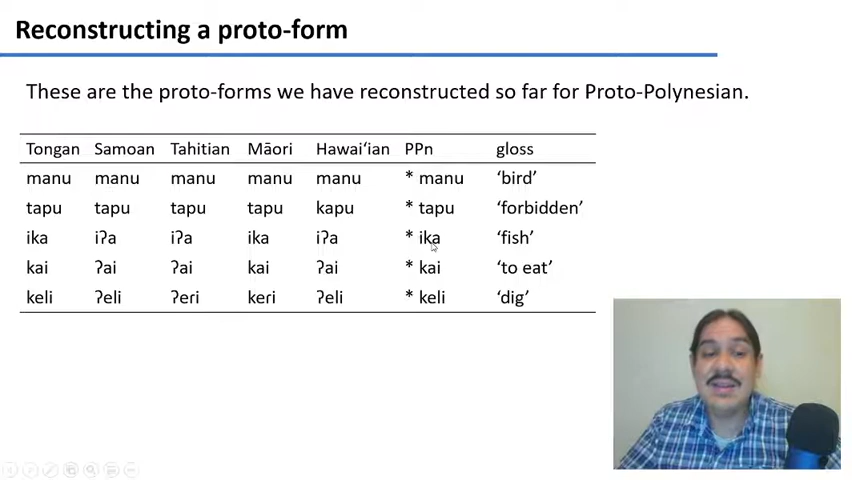 Reconstructing a proto-form
These are the proto-forms we have reconstructed so far for Proto-Polynesian.
Tongan Samoan Tahitian Māori Hawaiʻian PPn gloss
manu manu manu manu manu * manu ‘bird’
tapu tapu tapu tapu kapu * tapu ‘forbidden’
ika iʔa iʔa ika iʔa * ika ‘fish’
kai ʔai ʔai kai ʔai * kai ‘to eat’
keli ʔeli ʔeɾi keɾi ʔeli * keli ‘dig’